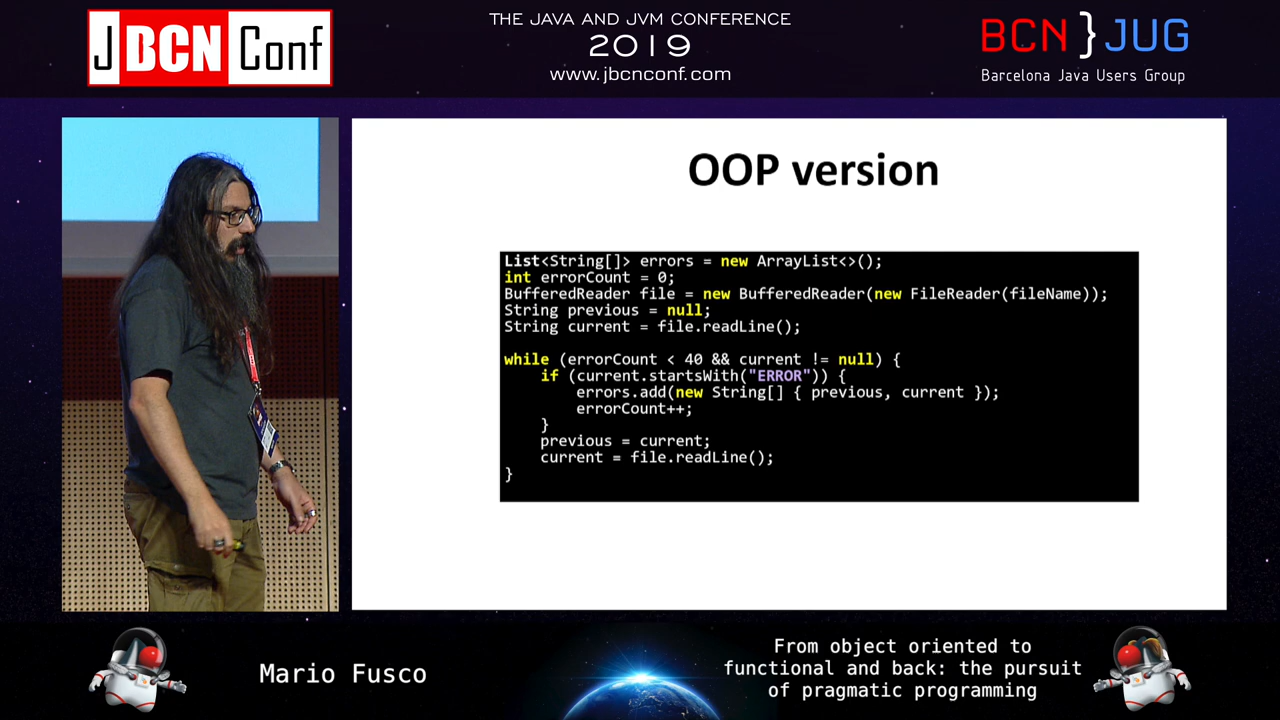 J BCN Conf
THE JAVA AND JVM CONFERENCE
2019
www.jbcnconf.com
BCN } JUG
Barcelona Java Users Group
OOP version
List<String[]> errors = new ArrayList<>();
int errorCount = 0;
BufferedReader file = new BufferedReader(new FileReader(fileName));
String previous = null;
String current = file.readLine();
while (errorCount < 40 && current != null) {
    if (current.startsWith("ERROR")) {
        errors.add(new String[] { previous, current });
        errorCount++;
    }
    previous = current;
    current = file.readLine();
}
Mario Fusco
From object oriented to
functional and back: the pursuit
of pragmatic programming